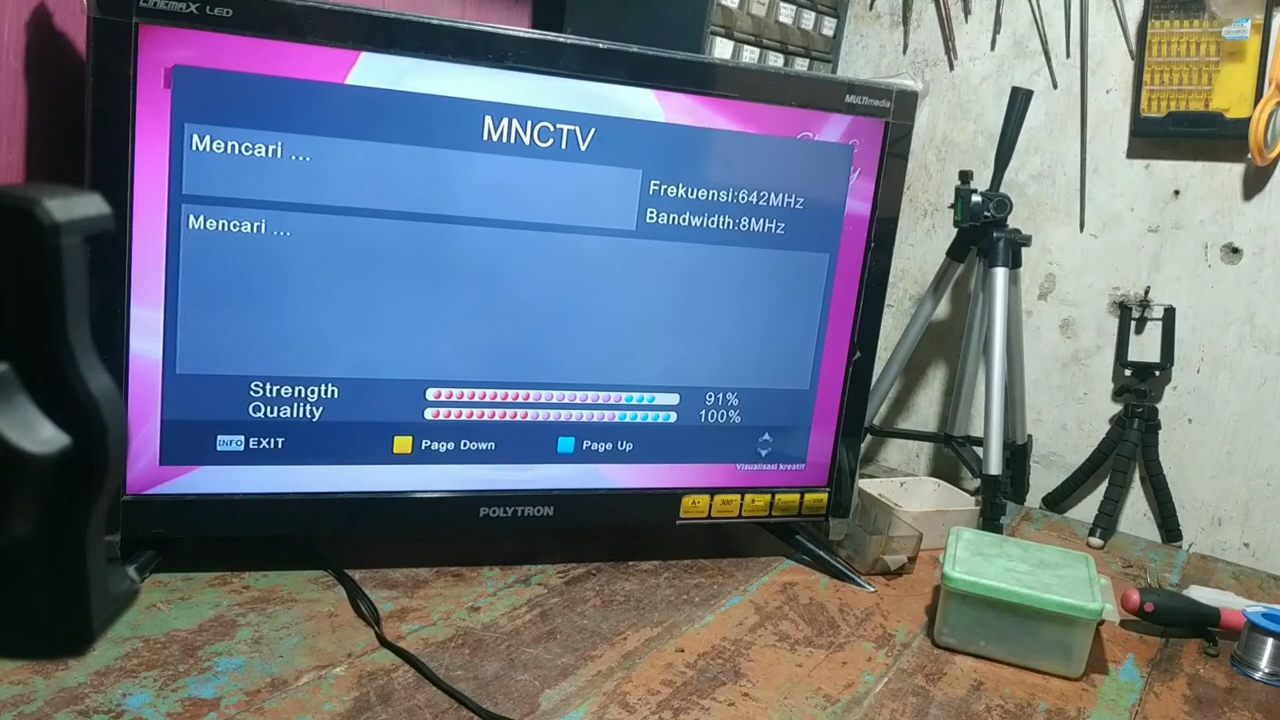 CINEMAX LED
MULTImedia
MNCTV
Mencari ...
Frekuensi:642MHz
Bandwidth:8MHz
Mencari ...
Strength 91%
Quality 100%
INFO EXIT
Page Down
Page Up
Visualisasi kreatif
POLYTRON
A+
300